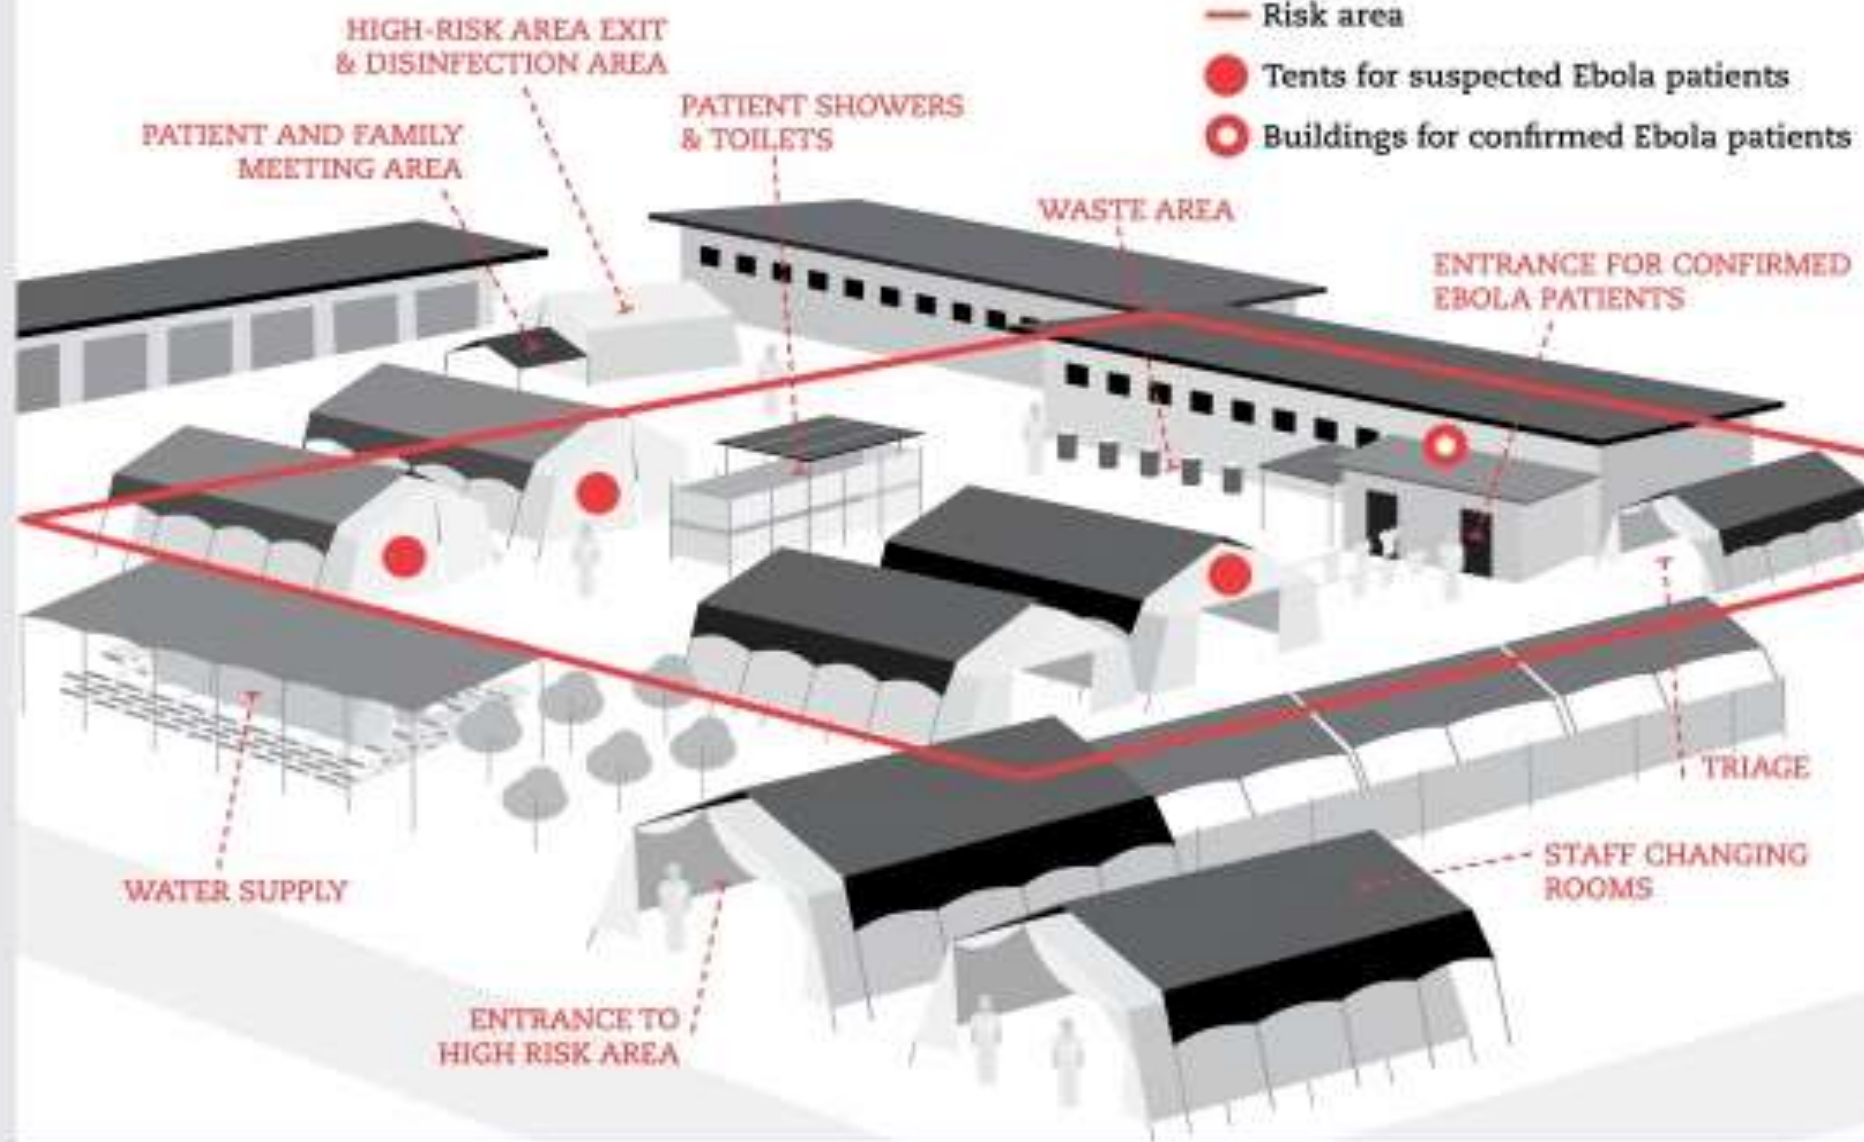 HIGH-RISK AREA EXIT
& DISINFECTION AREA
PATIENT AND FAMILY
MEETING AREA
PATIENT SHOWERS
& TOILETS
Risk area
Tents for suspected Ebola patients
Buildings for confirmed Ebola patients
WASTE AREA
ENTRANCE FOR CONFIRMED
EBOLA PATIENTS
TRIAGE
STAFF CHANGING
ROOMS
WATER SUPPLY
ENTRANCE TO
HIGH RISK AREA